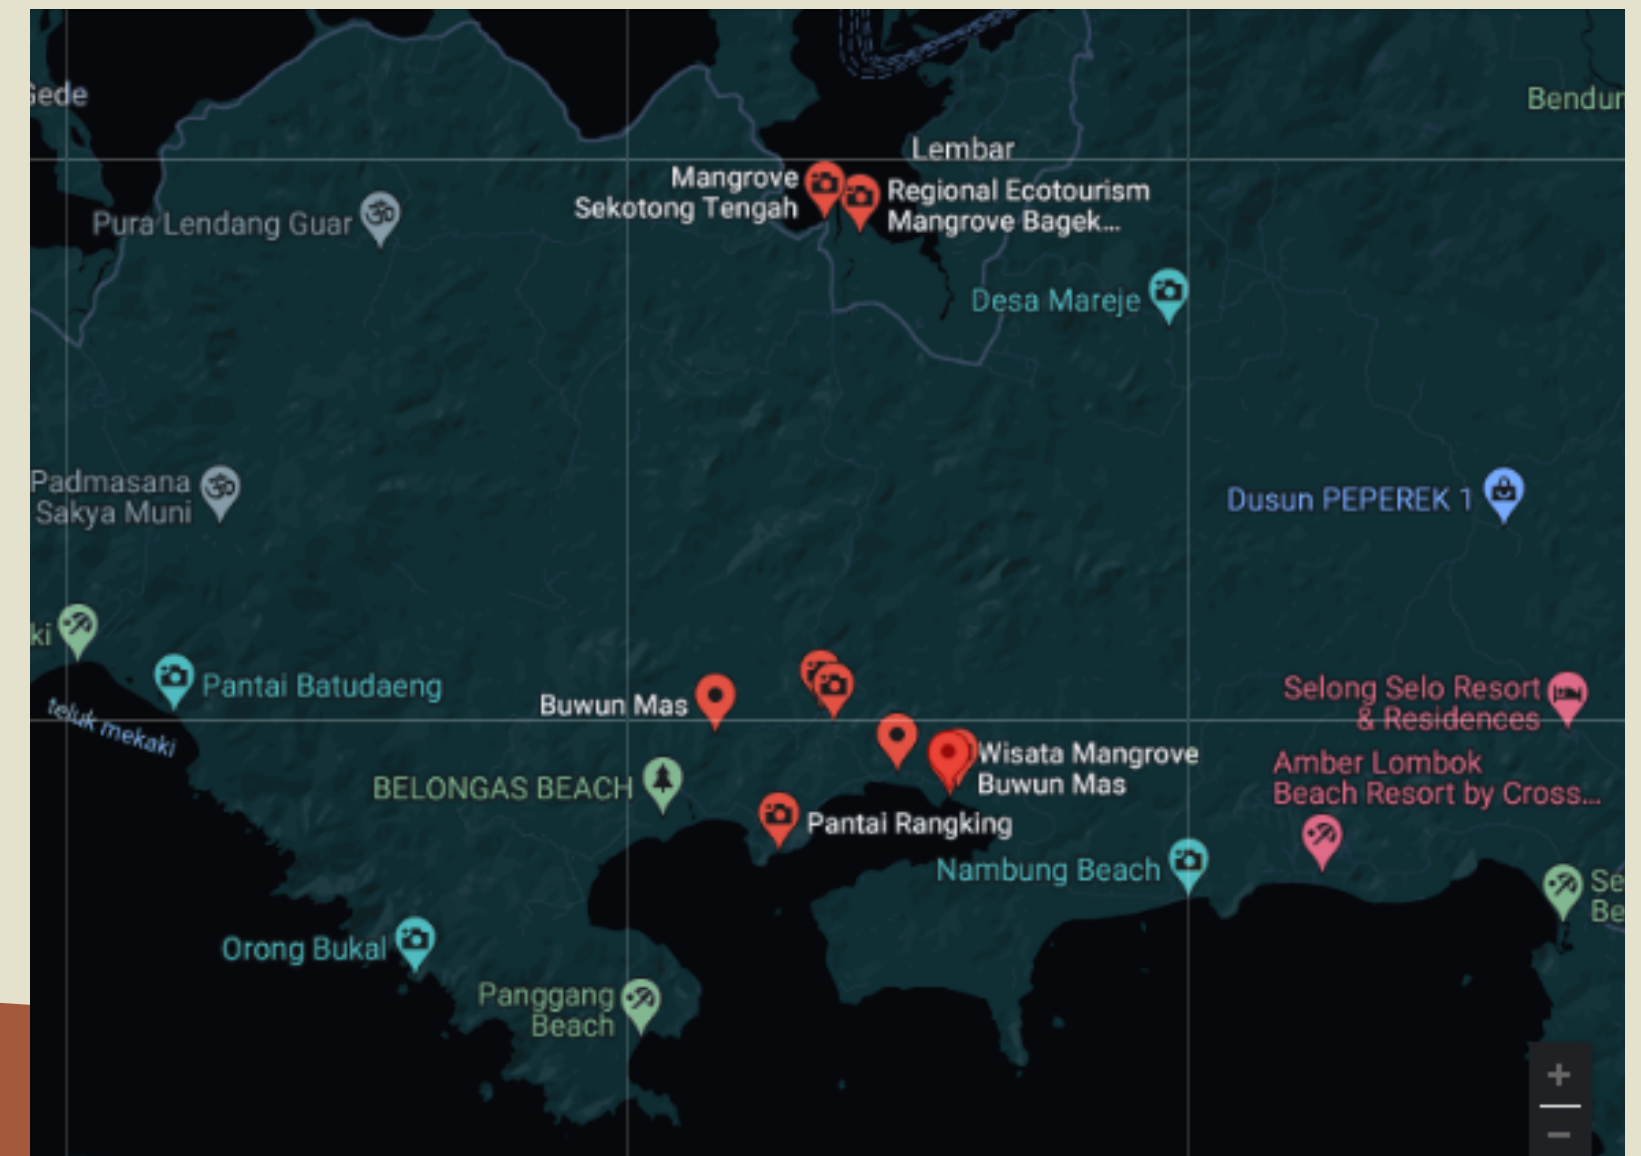 Gede
Bendur
Lembar
Mangrove
Sekotong Tengah
Regional Ecotourism
Mangrove Bagek...
Pura Lendang Guar
Desa Mareje
Padmasana
Sakya Muni
Dusun PEPEREK 1
ki
Pantai Batudaeng
teluk mekaki
Buwun Mas
Selong Selo Resort
& Residences
Wisata Mangrove
Buwun Mas
BELONGAS BEACH
Amber Lombok
Beach Resort by Cross...
Pantai Rangking
Nambung Beach
Se
Be
Orong Bukal
Panggang
Beach
+
−